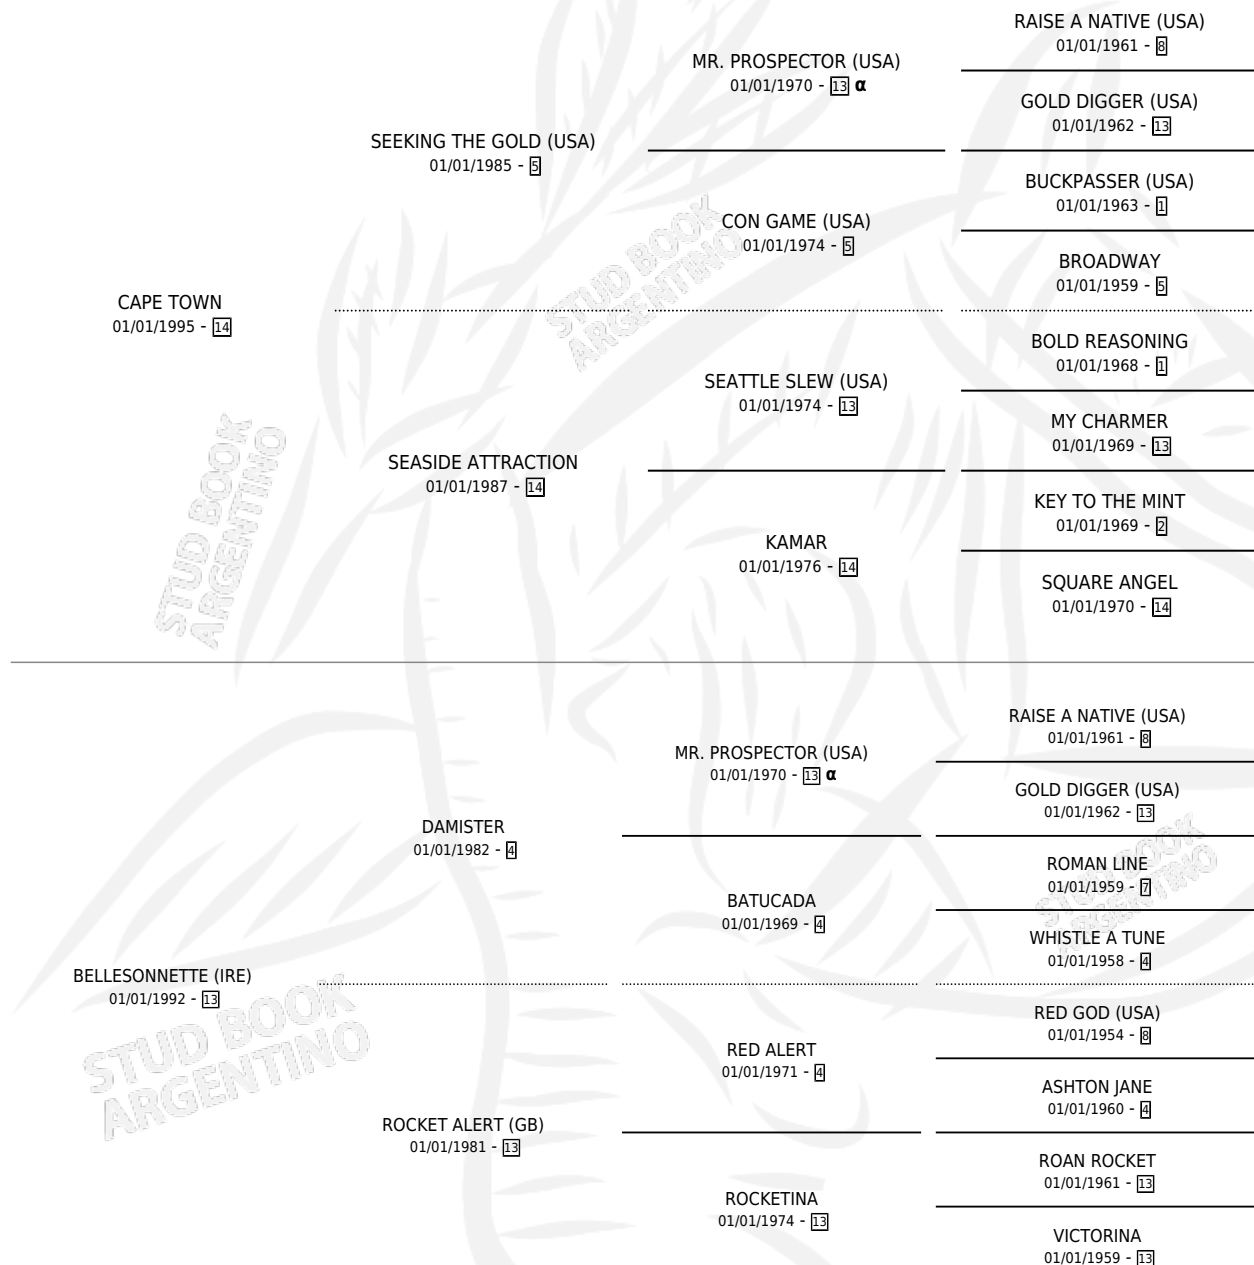 RAISE A NATIVE (USA)
01/01/1961 - 8
MR. PROSPECTOR (USA)
01/01/1970 - 13 α
GOLD DIGGER (USA)
01/01/1962 - 13
SEEKING THE GOLD (USA)
01/01/1985 - 5
BUCKPASSER (USA)
01/01/1963 - 1
CON GAME (USA)
01/01/1974 - 5
BROADWAY
01/01/1959 - 5
CAPE TOWN
01/01/1995 - 14
BOLD REASONING
01/01/1968 - 1
SEATTLE SLEW (USA)
01/01/1974 - 13
MY CHARMER
01/01/1969 - 13
SEASIDE ATTRACTION
01/01/1987 - 14
KEY TO THE MINT
01/01/1969 - 2
KAMAR
01/01/1976 - 14
SQUARE ANGEL
01/01/1970 - 14
RAISE A NATIVE (USA)
01/01/1961 - 8
MR. PROSPECTOR (USA)
01/01/1970 - 13 α
GOLD DIGGER (USA)
01/01/1962 - 13
DAMISTER
01/01/1982 - 4
ROMAN LINE
01/01/1959 - 7
BATUCADA
01/01/1969 - 4
WHISTLE A TUNE
01/01/1958 - 4
BELLESONNETTE (IRE)
01/01/1992 - 13
RED GOD (USA)
01/01/1954 - 8
RED ALERT
01/01/1971 - 4
ASHTON JANE
01/01/1960 - 4
ROCKET ALERT (GB)
01/01/1981 - 13
ROAN ROCKET
01/01/1961 - 13
ROCKETINA
01/01/1974 - 13
VICTORINA
01/01/1959 - 13
STUD BOOK
ARGENTINO
STUD BOOK
ARGENTINO
STUD BOOK
ARGENTINO
STUD BOOK
ARGENTINO